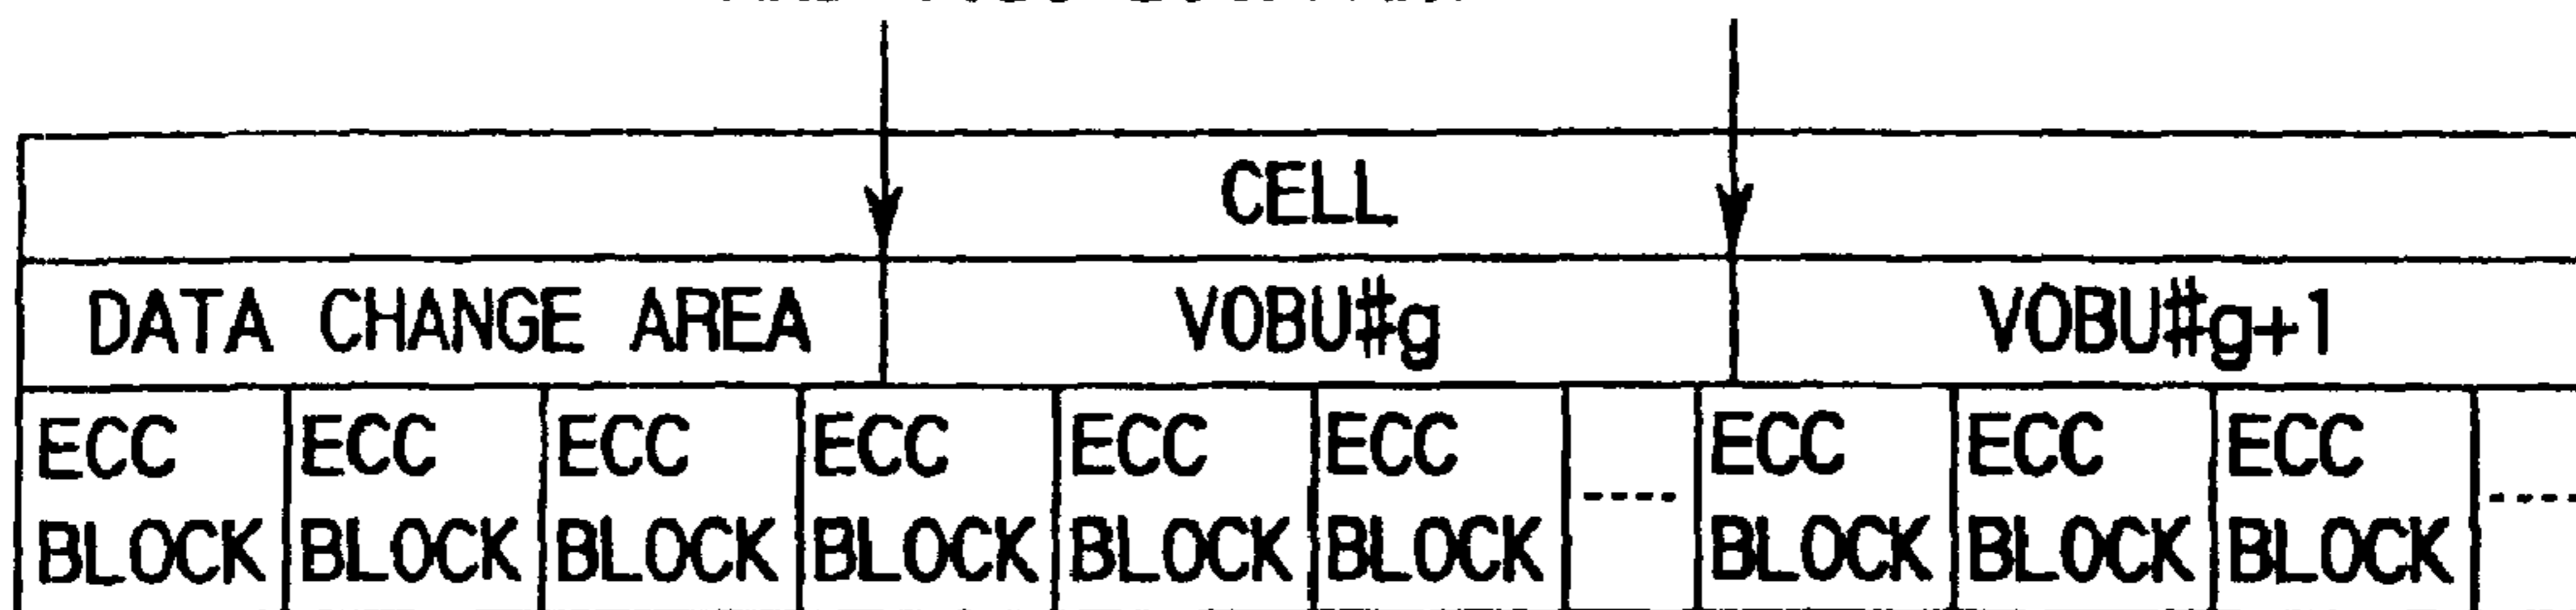 CELL
DATA CHANGE AREA VOBU#g VOBU#g+1
ECC ECC ECC ECC ECC ECC ---- ECC ECC ECC ----
BLOCK BLOCK BLOCK BLOCK BLOCK BLOCK BLOCK BLOCK BLOCK